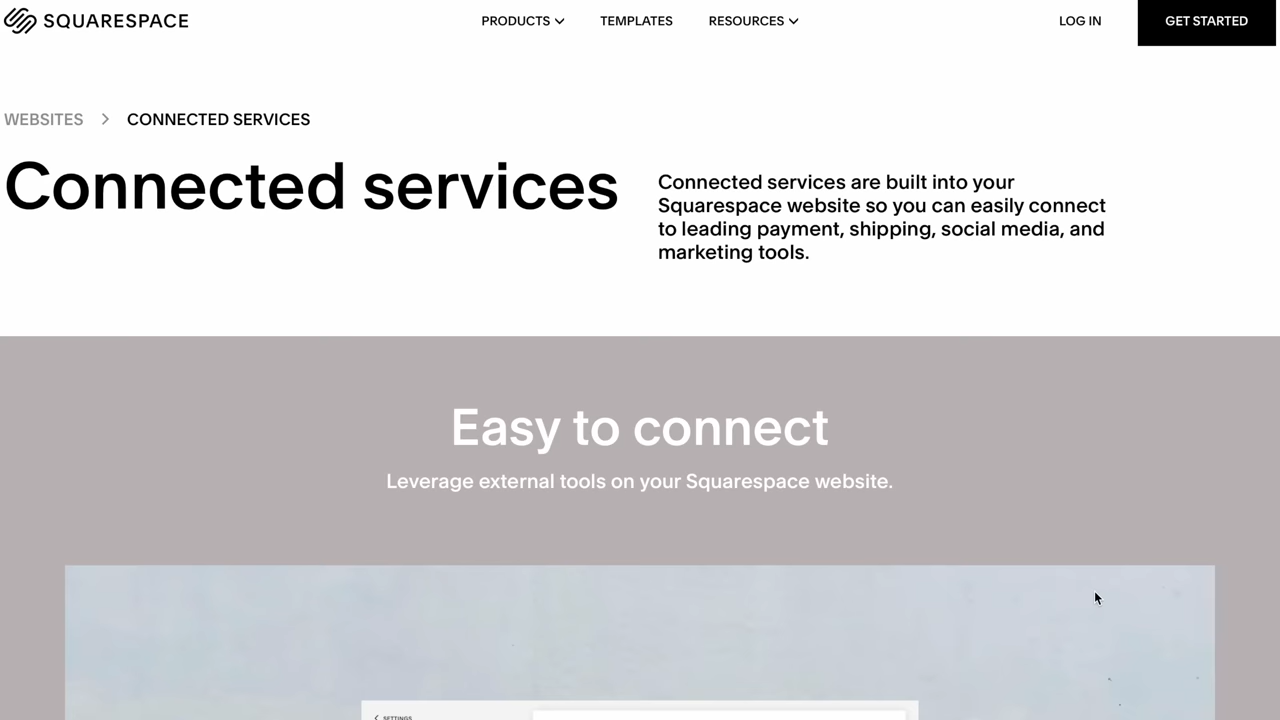 SQUARESPACE
PRODUCTS
TEMPLATES
RESOURCES
LOG IN
GET STARTED
WEBSITES
CONNECTED SERVICES
Connected services
Connected services are built into your
Squarespace website so you can easily connect
to leading payment, shipping, social media, and
marketing tools.
Easy to connect
Leverage external tools on your Squarespace website.
SETTINGS